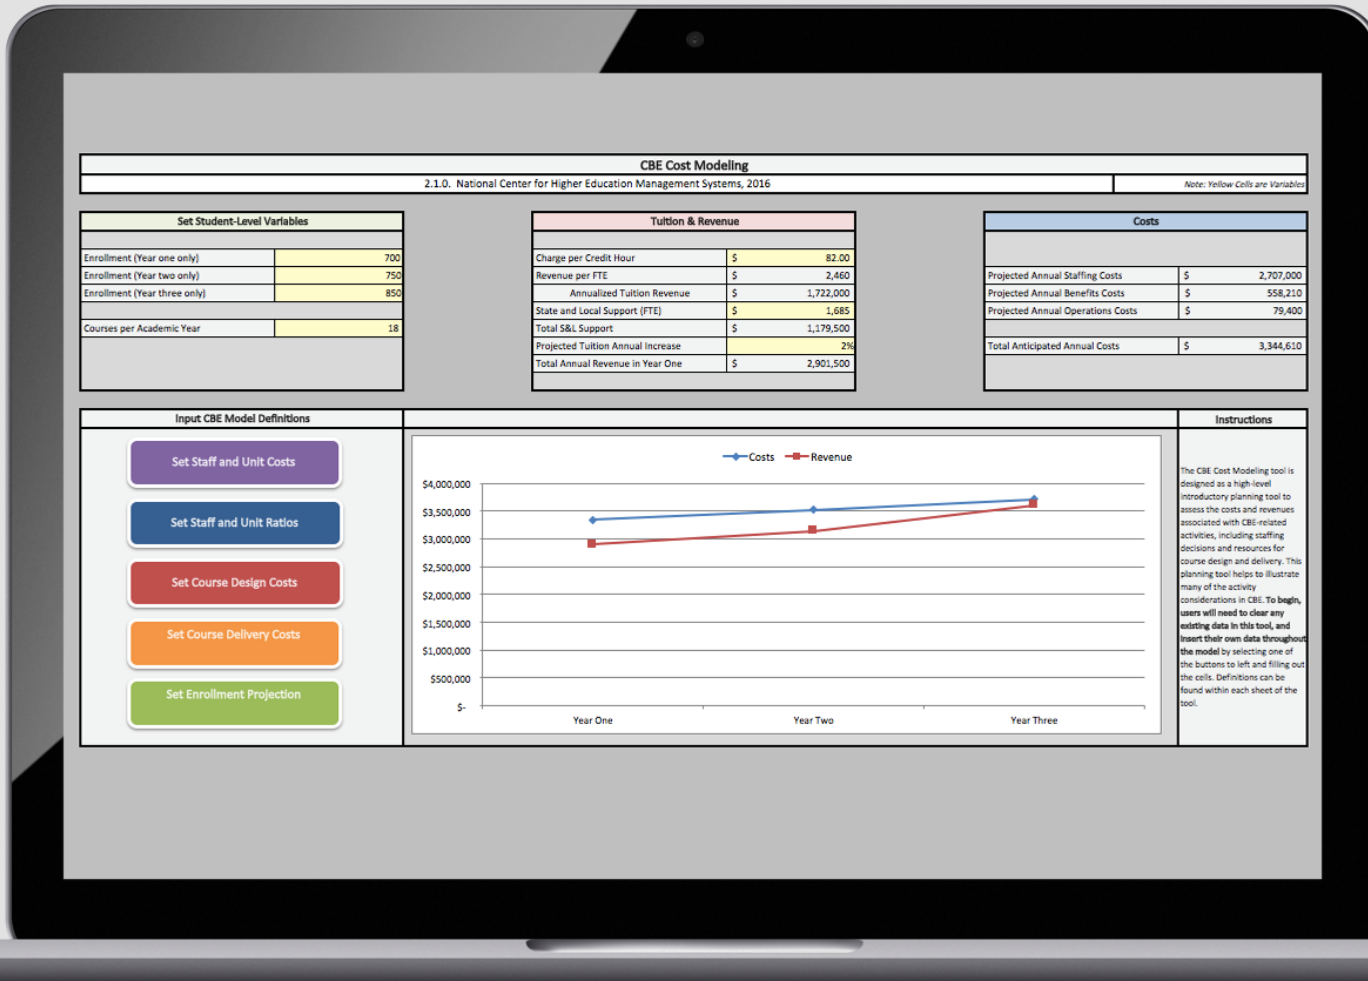 CBE Cost Modeling
2.1.0. National Center for Higher Education Management Systems, 2016
Note: Yellow Cells are Variables
Set Student-Level Variables
Enrollment (Year one only) 700
Enrollment (Year two only) 750
Enrollment (Year three only) 850
Courses per Academic Year 18
Tuition & Revenue
Charge per Credit Hour $ 82.00
Revenue per FTE $ 2,460
Annualized Tuition Revenue $ 1,722,000
State and Local Support (FTE) $ 1,685
Total S&L Support $ 1,179,500
Projected Tuition Annual Increase 2%
Total Annual Revenue in Year One $ 2,901,500
Costs
Projected Annual Staffing Costs $ 2,707,000
Projected Annual Benefits Costs $ 558,210
Projected Annual Operations Costs $ 79,400
Total Anticipated Annual Costs $ 3,344,610
Input CBE Model Definitions
Set Staff and Unit Costs
Set Staff and Unit Ratios
Set Course Design Costs
Set Course Delivery Costs
Set Enrollment Projection
Costs Revenue
$4,000,000
$3,500,000
$3,000,000
$2,500,000
$2,000,000
$1,500,000
$1,000,000
$500,000
$-
Year One Year Two Year Three
Instructions
The CBE Cost Modeling tool is
designed as a high-level
introductory planning tool to
assess the costs and revenues
associated with CBE-related
activities, including staffing
decisions and resources for
course design and delivery. This
planning tool helps to illustrate
many of the activity
considerations in CBE. To begin,
users will need to clear any
existing data in this tool, and
insert their own data throughout
the model by selecting one of
the buttons to left and filling out
the cells. Definitions can be
found within each sheet of the
tool.